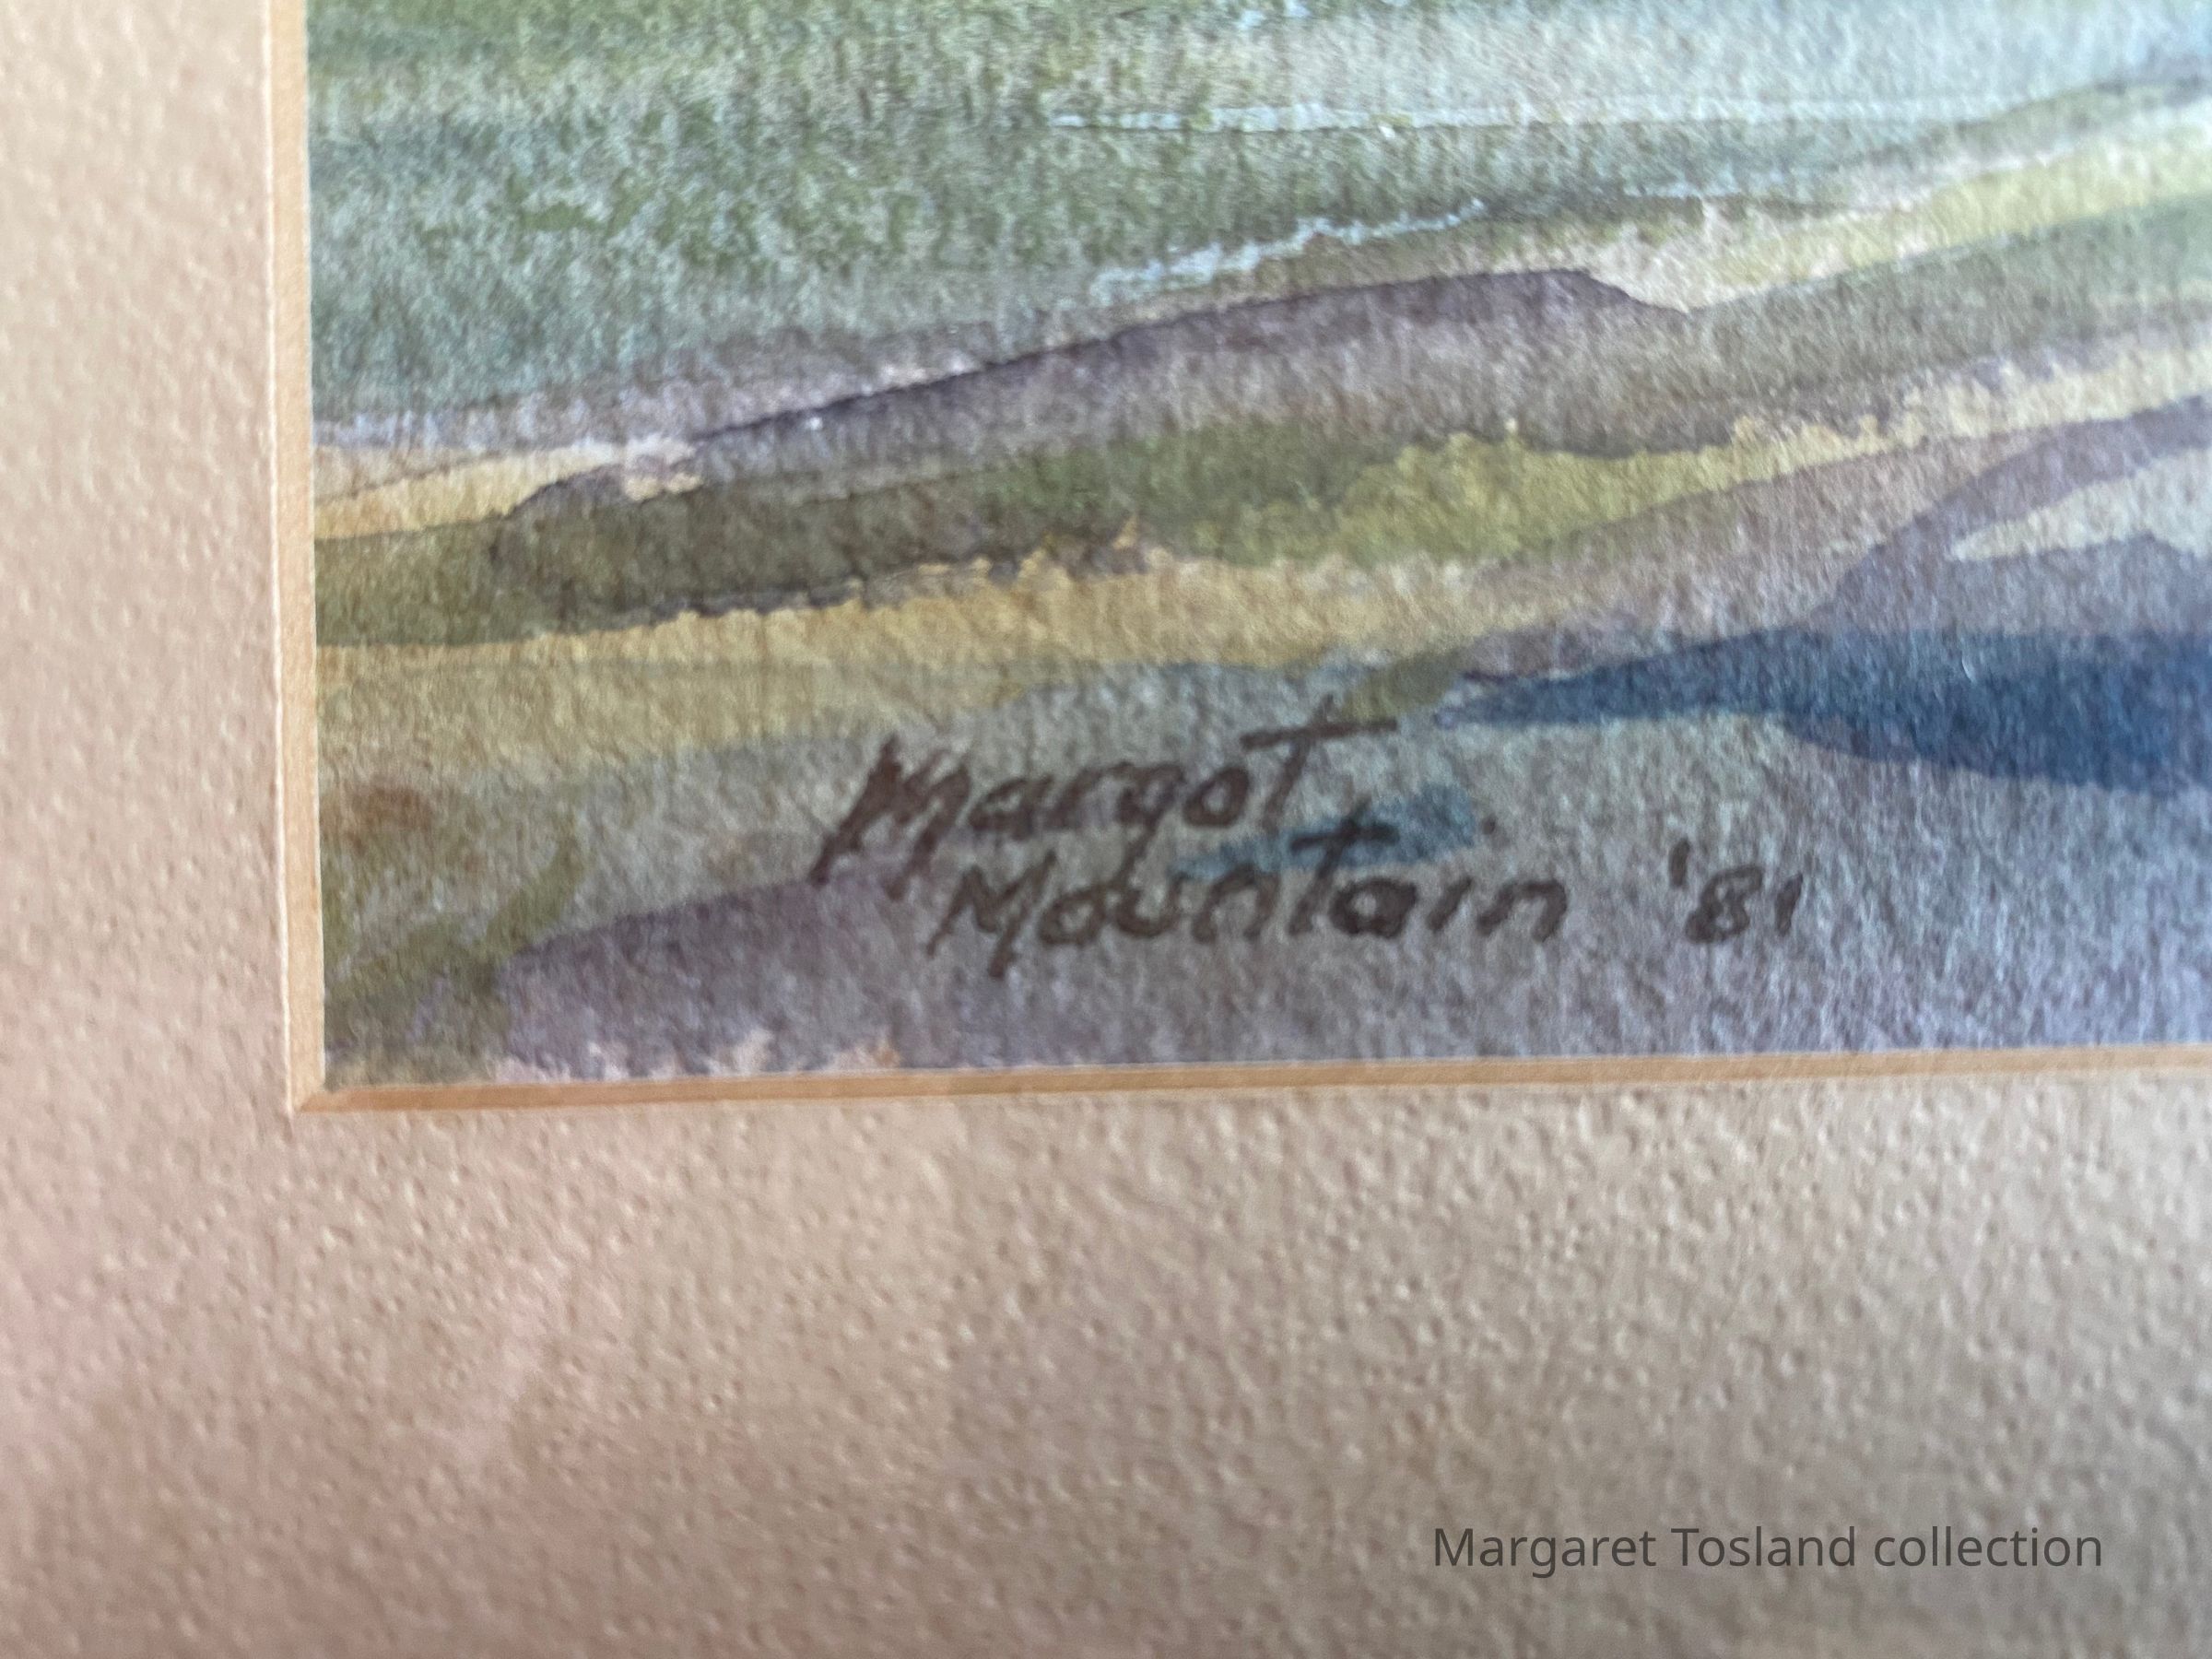 Margot
Mountain '81
Margaret Tosland collection